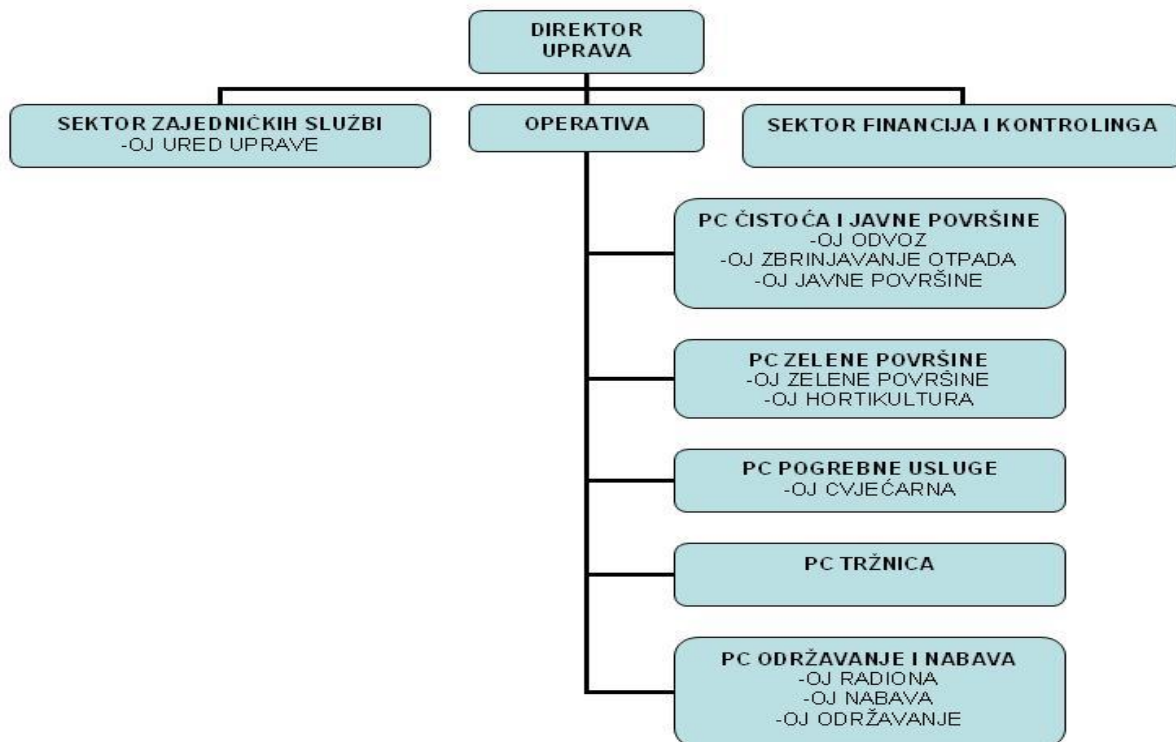 DIREKTOR
UPRAVA
SEKTOR ZAJEDNIČKIH SLUŽBI
-OJ URED UPRAVE
OPERATIVA
SEKTOR FINANCIJA I KONTROLINGA
PC ČISTOĆA I JAVNE POVRŠINE
-OJ ODVOZ
-OJ ZBRINJAVANJE OTPADA
-OJ JAVNE POVRŠINE
PC ZELENE POVRŠINE
-OJ ZELENE POVRŠINE
-OJ HORTIKULTURA
PC POGREBNE USLUGE
-OJ CVJEĆARNA
PC TRŽNICA
PC ODRŽAVANJE I NABAVA
-OJ RADIONA
-OJ NABAVA
-OJ ODRŽAVANJE